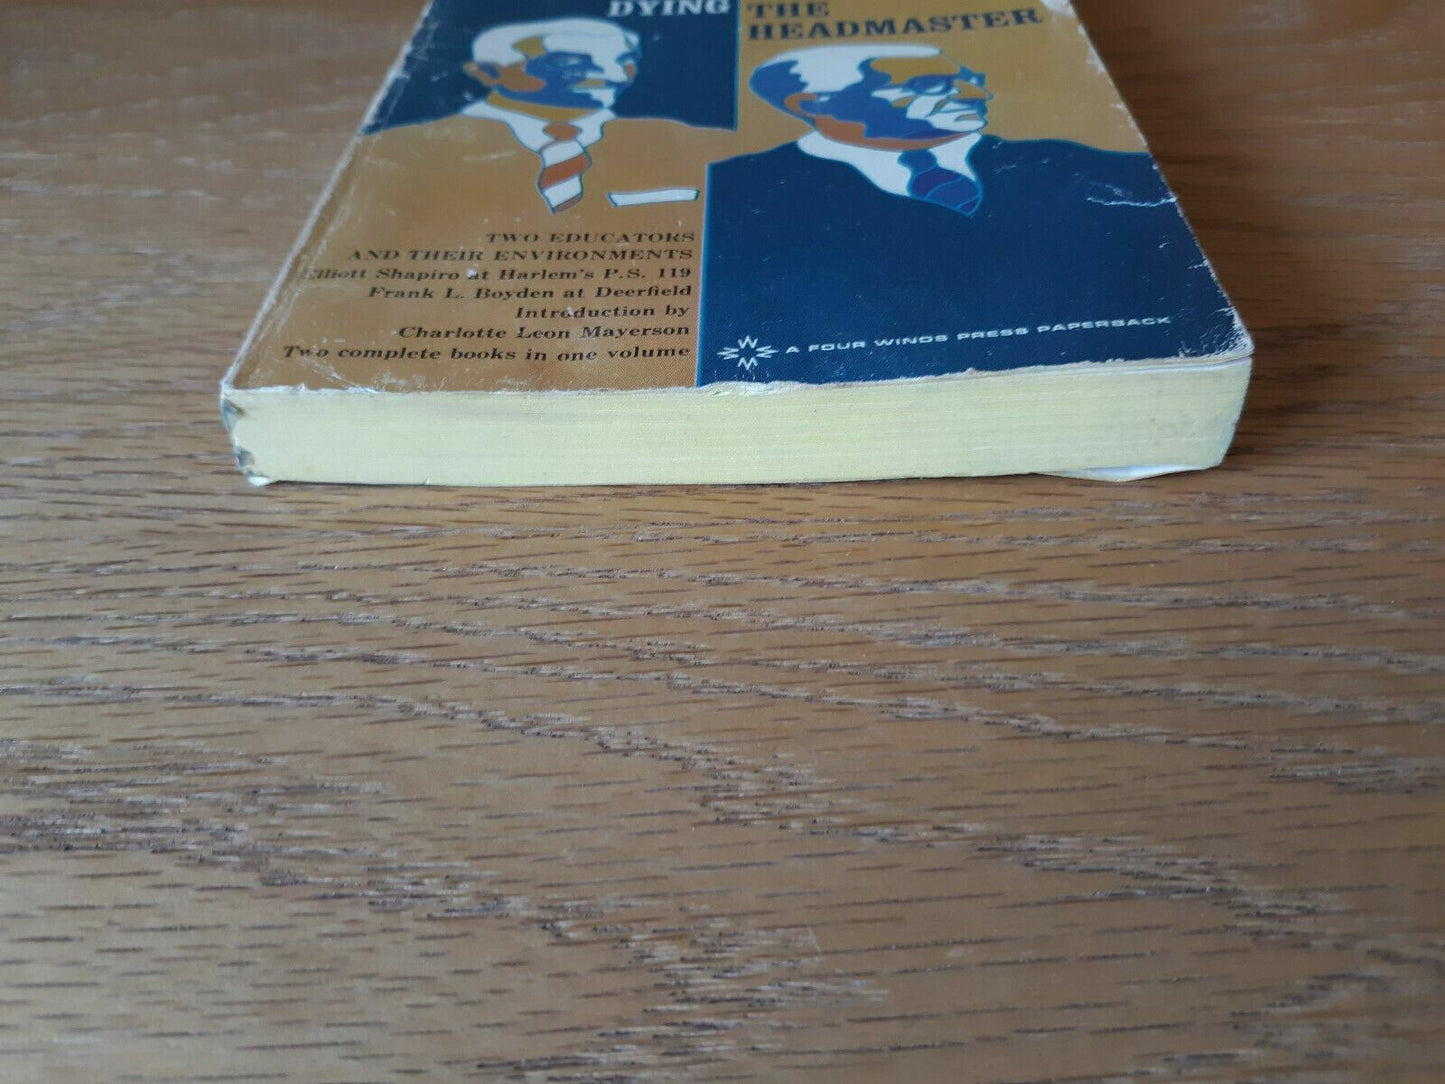 DYING
THE
HEADMASTER
TWO EDUCATORS
AND THEIR ENVIRONMENTS
Elliott Shapiro at Harlem's P.S. 119
Frank L. Boyden at Deerfield
Introduction by
Charlotte Leon Mayerson
Two complete books in one volume
A FOUR WINDS PRESS PAPERBACK